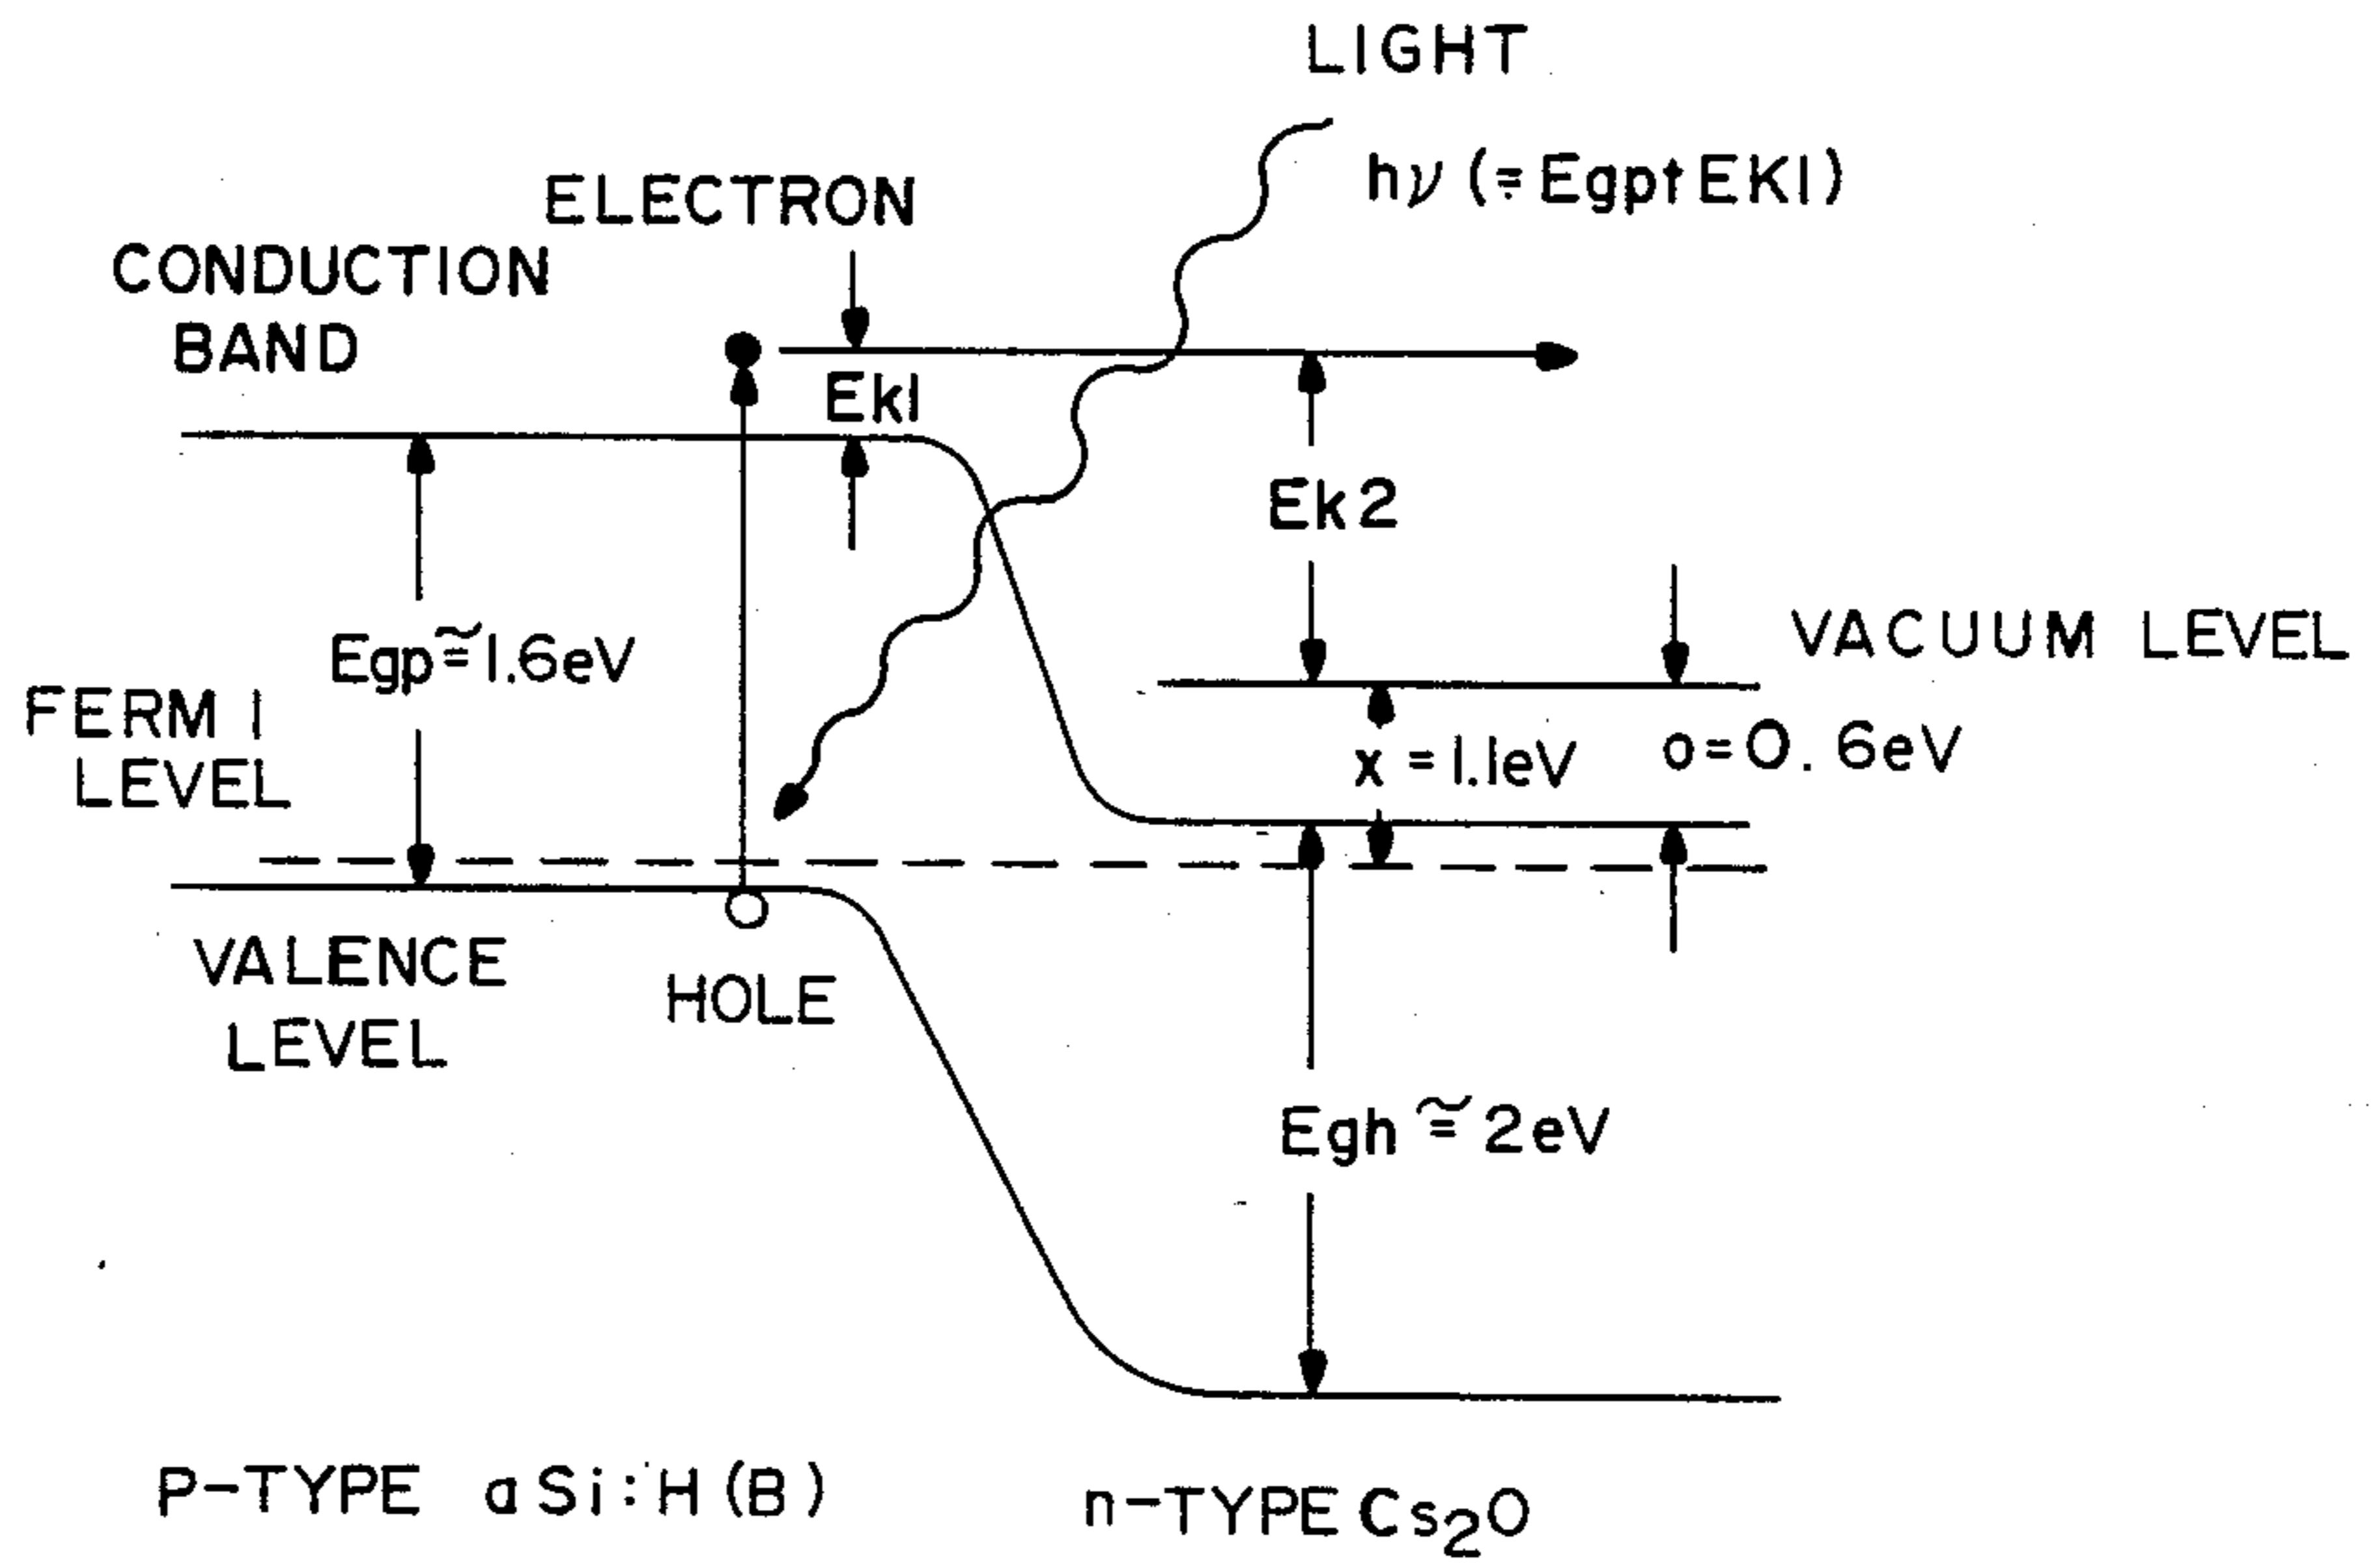 LIGHT
hν (≒Egp+EK1)
ELECTRON
CONDUCTION
BAND
Ek1
Ek2
Egp≅1.6eV
VACUUM LEVEL
FERMI
LEVEL
x=1.1eV
o=0.6eV
VALENCE
LEVEL
HOLE
Egh≅2eV
P-TYPE aSi:H(B)
n-TYPE Cs₂O